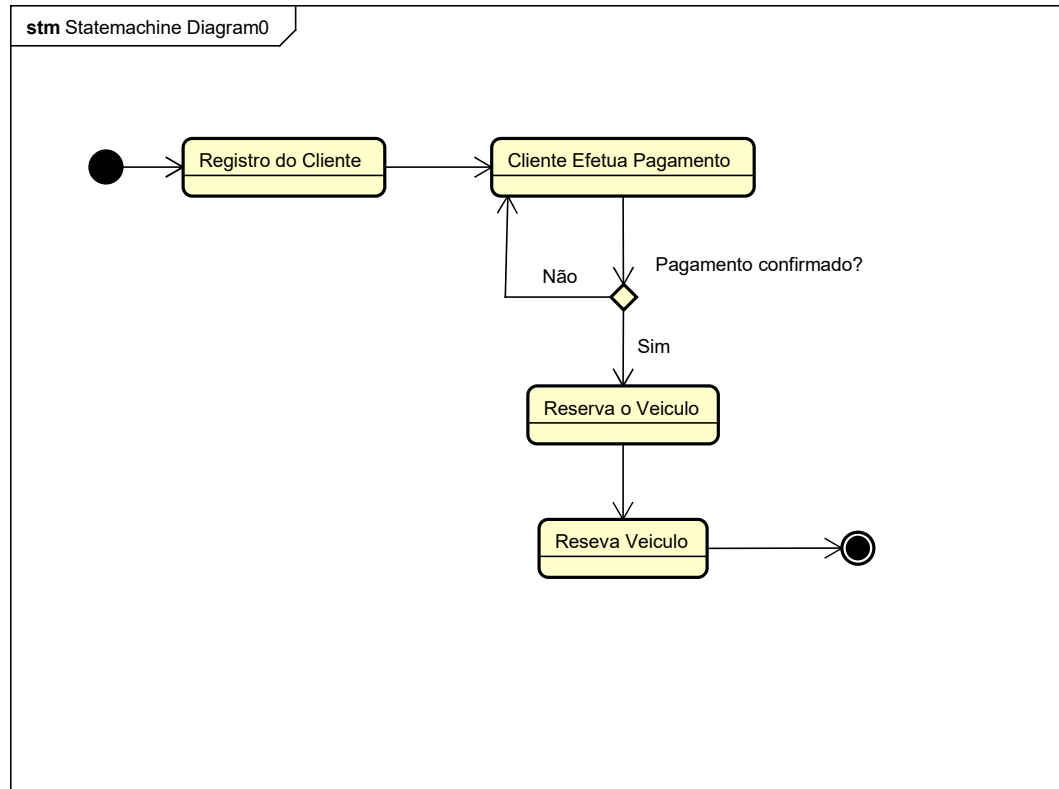 stm Statemachine Diagram0
Registro do Cliente
Cliente Efetua Pagamento
Pagamento confirmado?
Não
Sim
Reserva o Veiculo
Reseva Veiculo